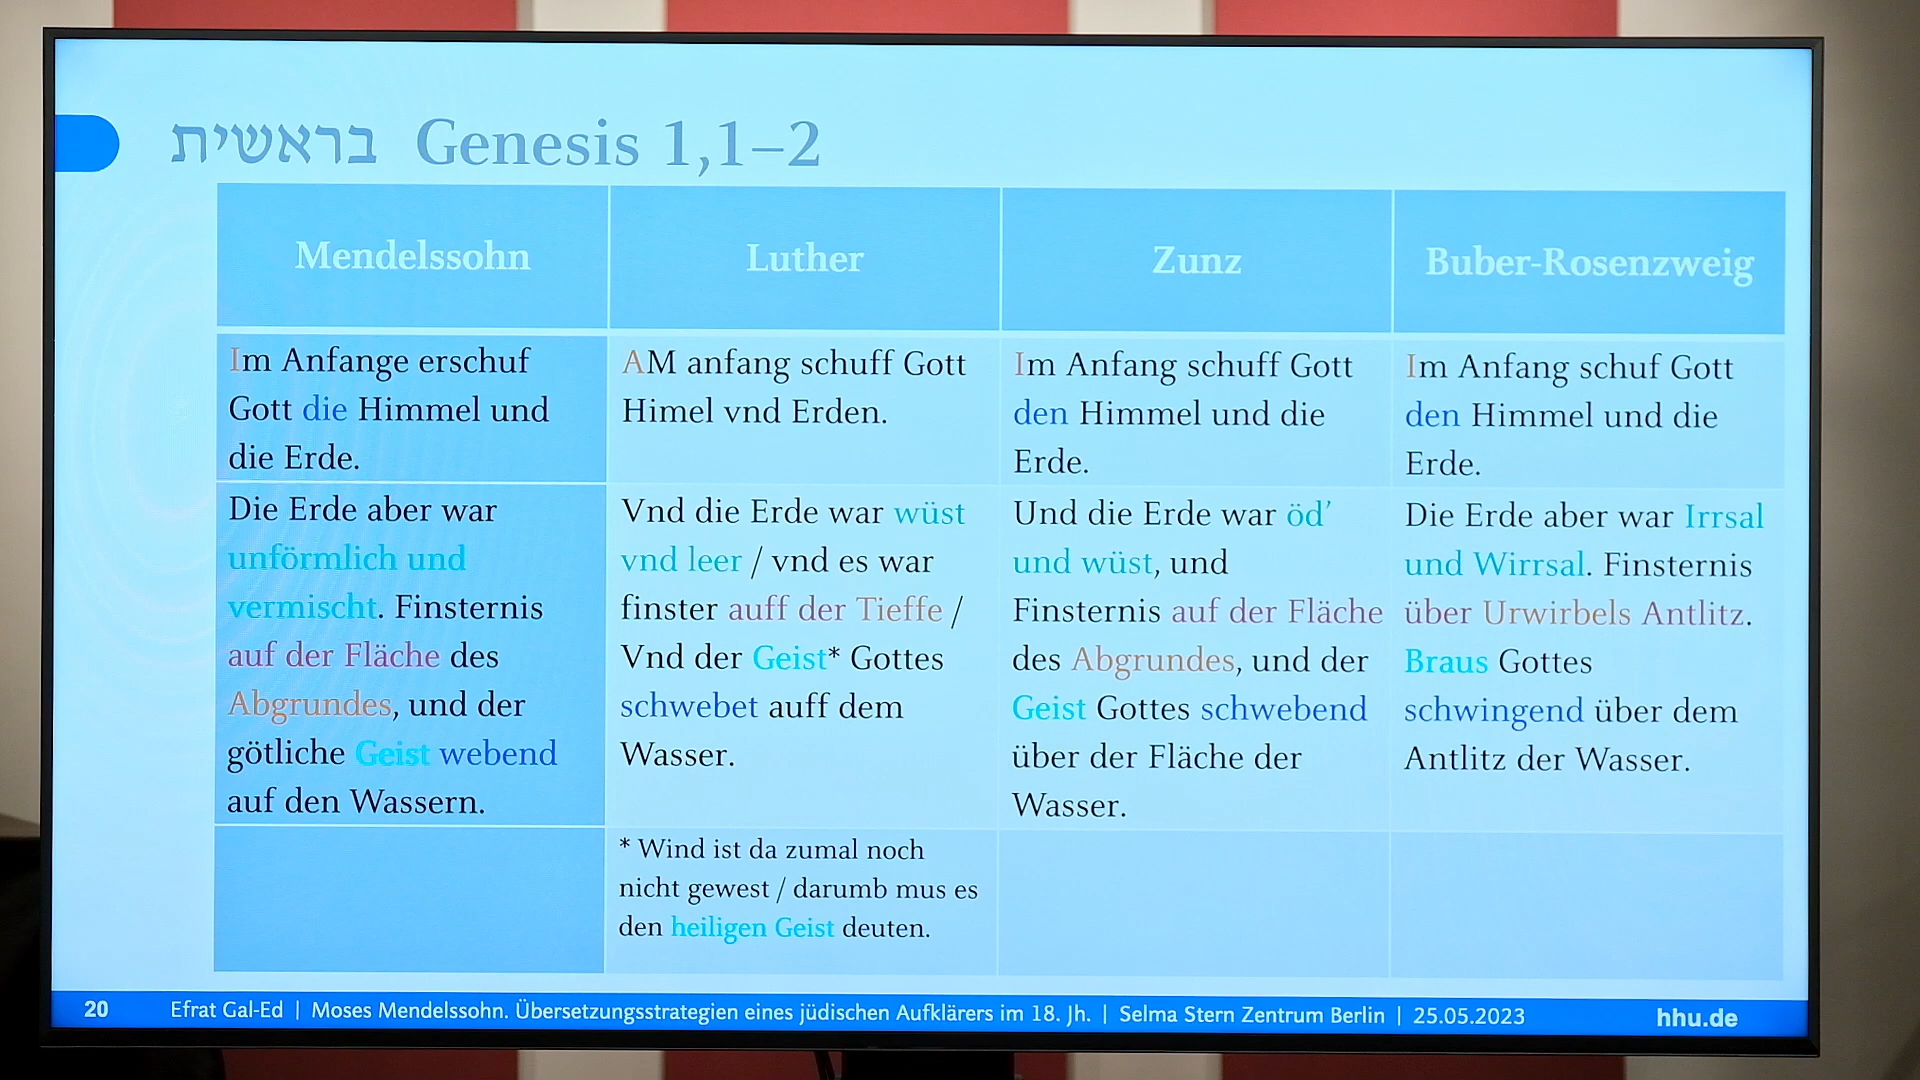 בראשית Genesis 1,1–2
Mendelssohn
Luther
Zunz
Buber-Rosenzweig
Im Anfange erschuf
Gott die Himmel und
die Erde.
AM anfang schuff Gott
Himel vnd Erden.
Im Anfang schuff Gott
den Himmel und die
Erde.
Im Anfang schuf Gott
den Himmel und die
Erde.
Die Erde aber war
unförmlich und
vermischt. Finsternis
auf der Fläche des
Abgrundes, und der
götliche Geist webend
auf den Wassern.
Vnd die Erde war wüst
vnd leer / vnd es war
finster auff der Tieffe /
Vnd der Geist* Gottes
schwebet auff dem
Wasser.
Und die Erde war öd’
und wüst, und
Finsternis auf der Fläche
des Abgrundes, und der
Geist Gottes schwebend
über der Fläche der
Wasser.
Die Erde aber war Irrsal
und Wirrsal. Finsternis
über Urwirbels Antlitz.
Braus Gottes
schwingend über dem
Antlitz der Wasser.
* Wind ist da zumal noch
nicht gewest / darumb mus es
den heiligen Geist deuten.
20 Efrat Gal-Ed | Moses Mendelssohn. Übersetzungsstrategien eines jüdischen Aufklärers im 18. Jh. | Selma Stern Zentrum Berlin | 25.05.2023 hhu.de